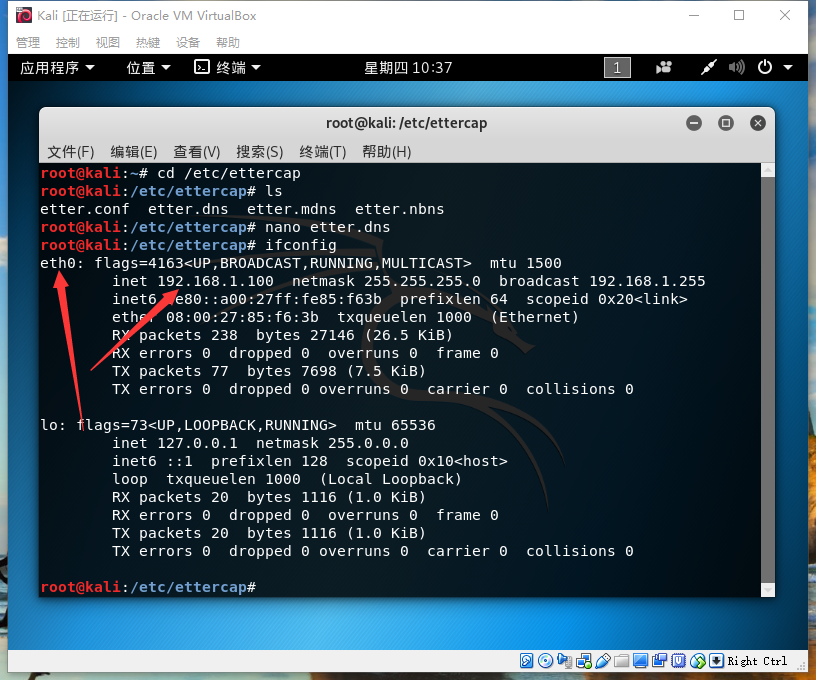 Kali [正在运行] - Oracle VM VirtualBox
管理 控制 视图 热键 设备 帮助
应用程序 位置 终端 星期四 10:37 1
root@kali: /etc/ettercap
文件(F) 编辑(E) 查看(V) 搜索(S) 终端(T) 帮助(H)
root@kali:~# cd /etc/ettercap
root@kali:/etc/ettercap# ls
etter.conf  etter.dns  etter.mdns  etter.nbns
root@kali:/etc/ettercap# nano etter.dns
root@kali:/etc/ettercap# ifconfig
eth0: flags=4163<UP,BROADCAST,RUNNING,MULTICAST>  mtu 1500
inet 192.168.1.100  netmask 255.255.255.0  broadcast 192.168.1.255
inet6 fe80::a00:27ff:fe85:f63b  prefixlen 64  scopeid 0x20<link>
ether 08:00:27:85:f6:3b  txqueuelen 1000  (Ethernet)
RX packets 238  bytes 27146 (26.5 KiB)
RX errors 0  dropped 0  overruns 0  frame 0
TX packets 77  bytes 7698 (7.5 KiB)
TX errors 0  dropped 0 overruns 0  carrier 0  collisions 0
lo: flags=73<UP,LOOPBACK,RUNNING>  mtu 65536
inet 127.0.0.1  netmask 255.0.0.0
inet6 ::1  prefixlen 128  scopeid 0x10<host>
loop  txqueuelen 1000  (Local Loopback)
RX packets 20  bytes 1116 (1.0 KiB)
RX errors 0  dropped 0  overruns 0  frame 0
TX packets 20  bytes 1116 (1.0 KiB)
TX errors 0  dropped 0 overruns 0  carrier 0  collisions 0
root@kali:/etc/ettercap#
Right Ctrl